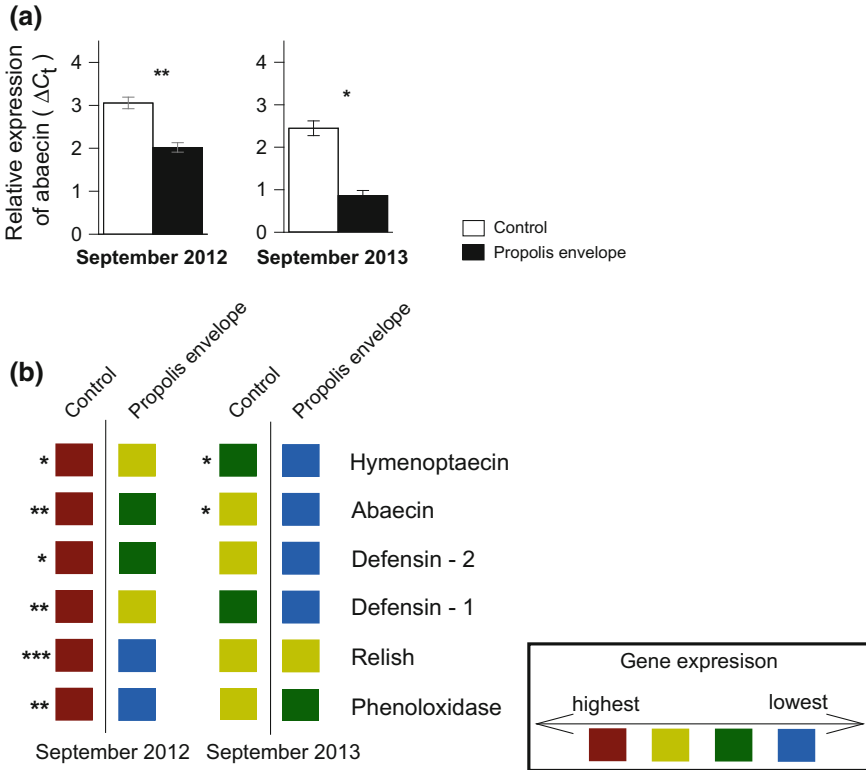 (a)
Relative expression
of abaecin ( ΔCt)
4
3
2
1
0
**
September 2012
4
3
2
1
0
*
September 2013
Control
Propolis envelope
(b)
Control
Propolis envelope
Control
Propolis envelope
* * Hymenoptaecin
** * Abaecin
* Defensin - 2
** Defensin - 1
*** Relish
** Phenoloxidase
September 2012 September 2013
Gene expresison
highest lowest